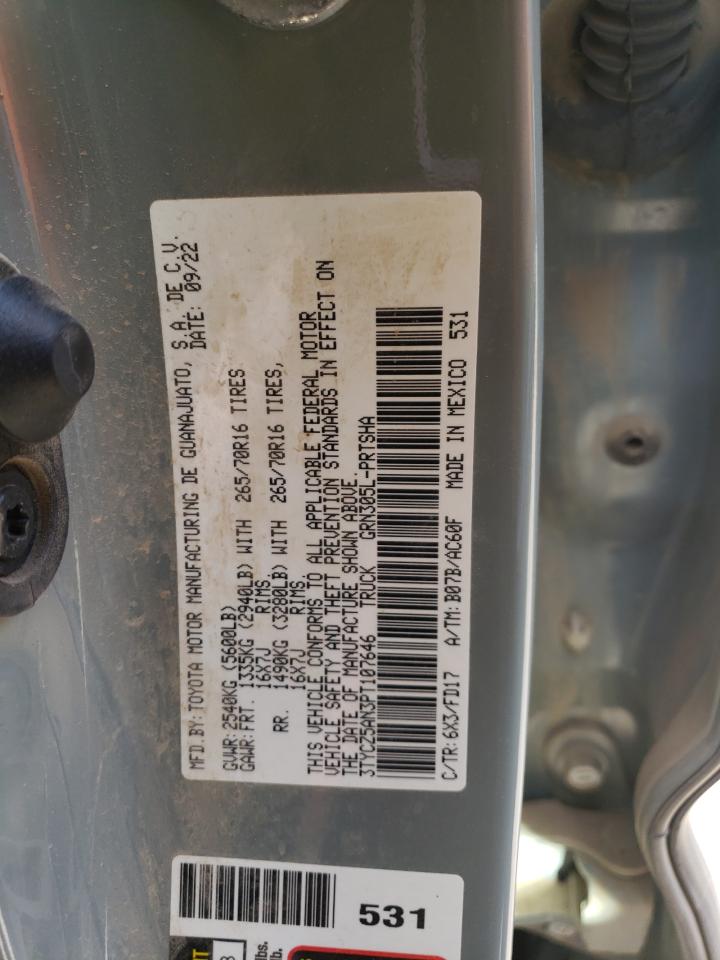 MFD.BY: TOYOTA MOTOR MANUFACTURING DE GUANAJUATO, S.A. DE C.V.
DATE: 09/22
GVWR: 2540KG (5600LB)
GAWR: FRT. 1335KG (2940LB) WITH 265/70R16 TIRES
16X7J RIMS,
RR. 1490KG (3280LB) WITH 265/70R16 TIRES,
16X7J RIMS.
THIS VEHICLE CONFORMS TO ALL APPLICABLE FEDERAL MOTOR
VEHICLE SAFETY AND THEFT PREVENTION STANDARDS IN EFFECT ON
THE DATE OF MANUFACTURE SHOWN ABOVE.
3TYCZ5AN3PT107646 TRUCK GRN305L-PRTSHA
C/TR: 6X3/FD17 A/TM: B07B/AC60F MADE IN MEXICO 531
531
lbs.
lb.